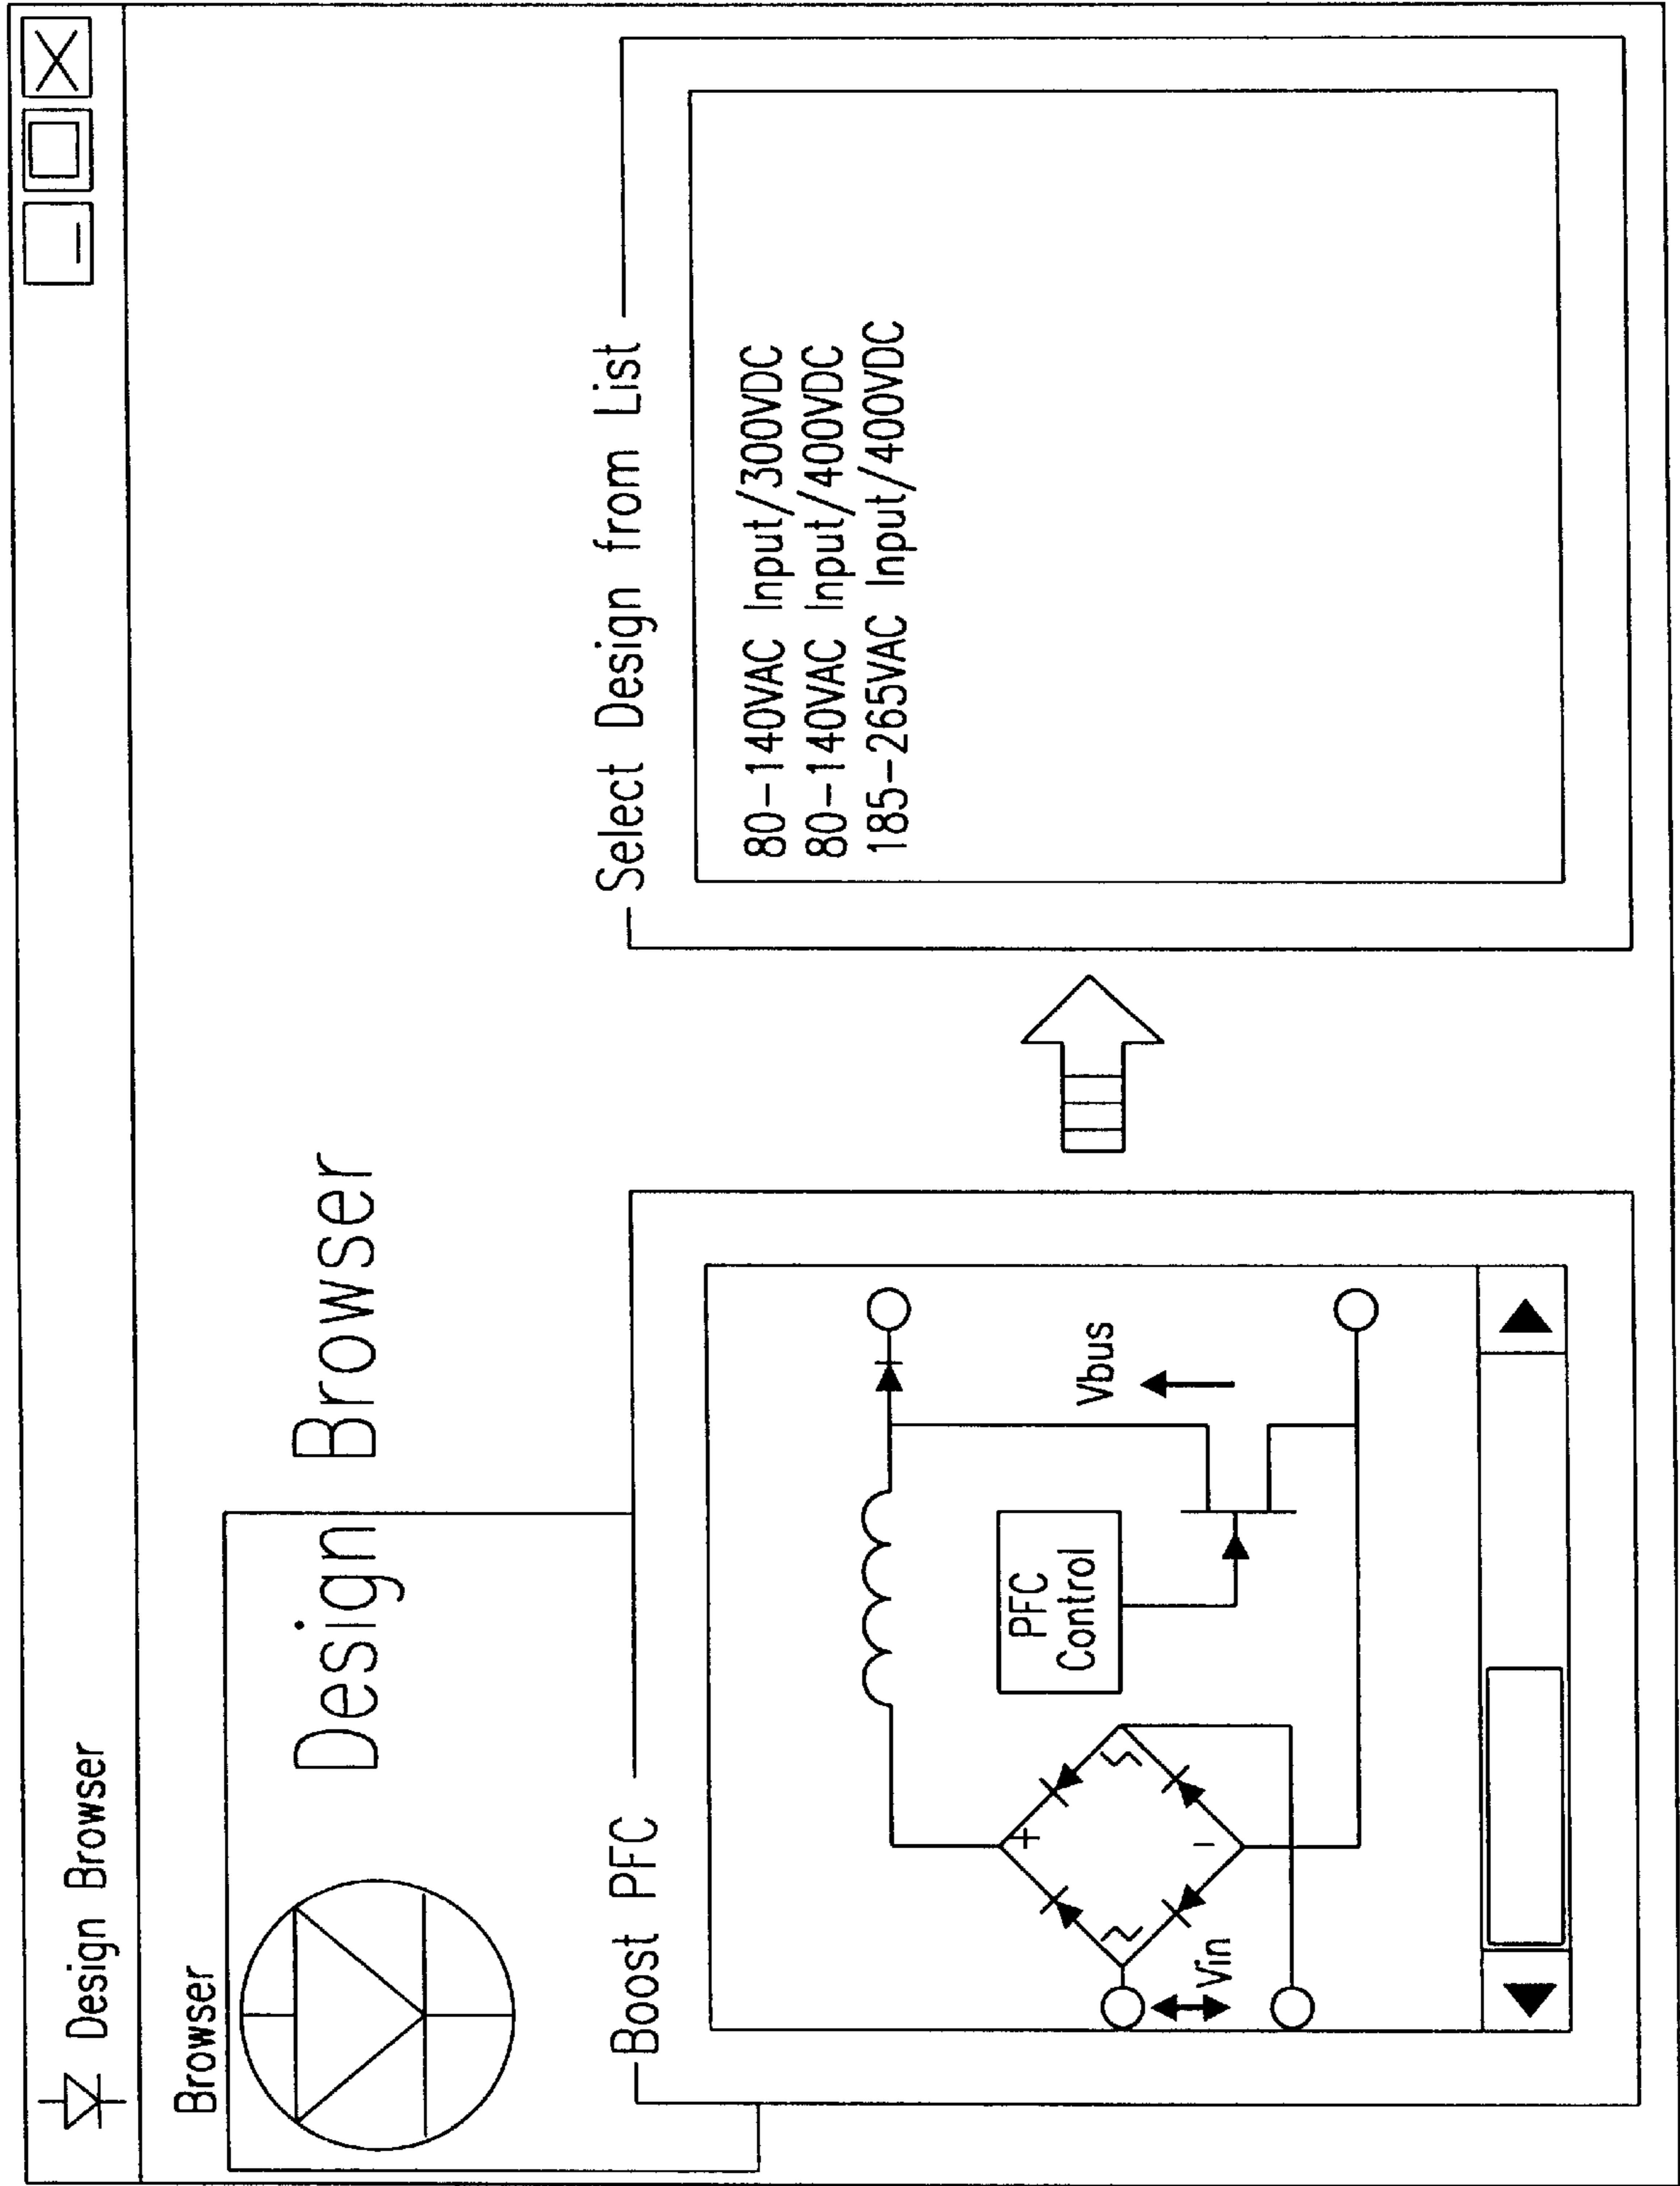 Design Browser
Browser
Design Browser
Boost PFC
Vin
+
-
PFC
Control
Vbus
Select Design from List
80-140VAC Input/300VDC
80-140VAC Input/400VDC
185-265VAC Input/400VDC